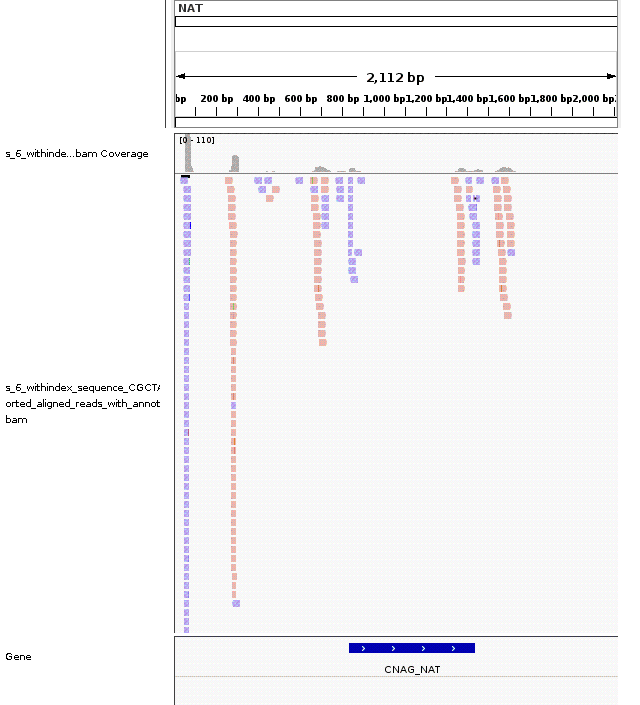 NAT
2,112 bp
bp 200 bp 400 bp 600 bp 800 bp 1,000 bp 1,200 bp 1,400 bp 1,600 bp 1,800 bp 2,000 bp
[0 - 110]
s_6_withinde...bam Coverage
s_6_withindex_sequence_CGCTA
orted_aligned_reads_with_annot
bam
Gene
CNAG_NAT